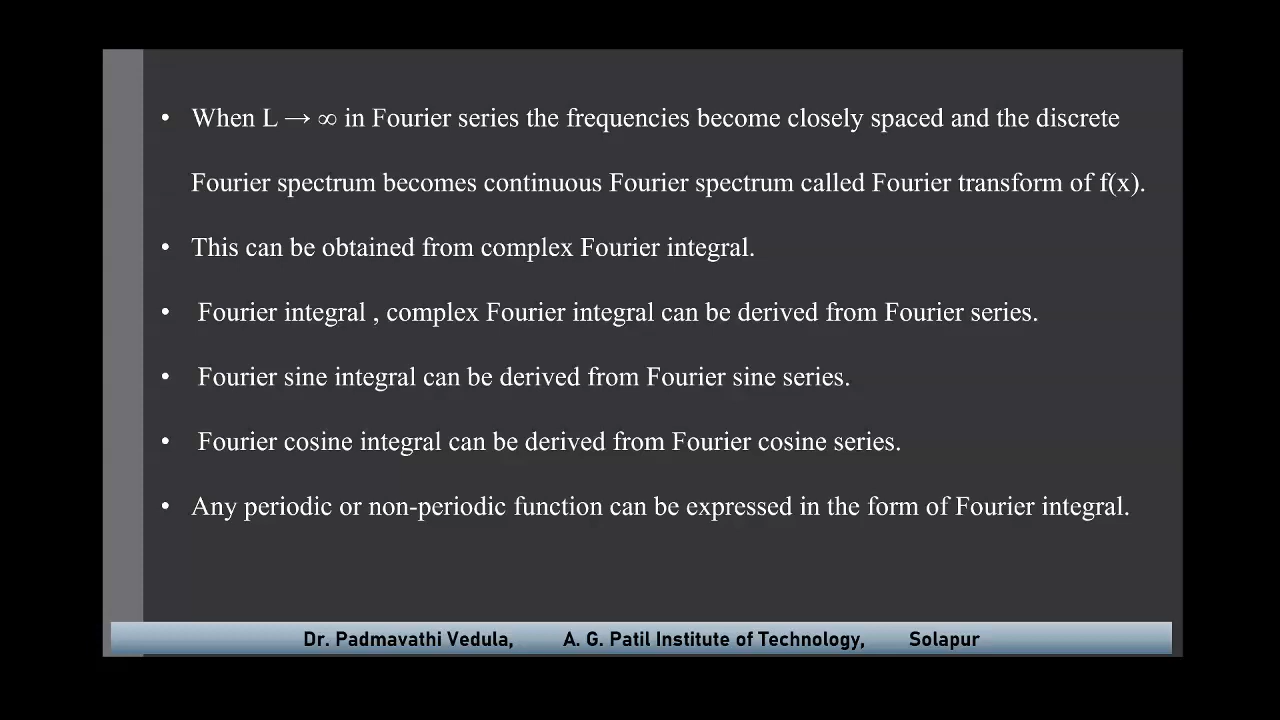 • When L → ∞ in Fourier series the frequencies become closely spaced and the discrete
Fourier spectrum becomes continuous Fourier spectrum called Fourier transform of f(x).
• This can be obtained from complex Fourier integral.
• Fourier integral , complex Fourier integral can be derived from Fourier series.
• Fourier sine integral can be derived from Fourier sine series.
• Fourier cosine integral can be derived from Fourier cosine series.
• Any periodic or non-periodic function can be expressed in the form of Fourier integral.
Dr. Padmavathi Vedula, A. G. Patil Institute of Technology, Solapur